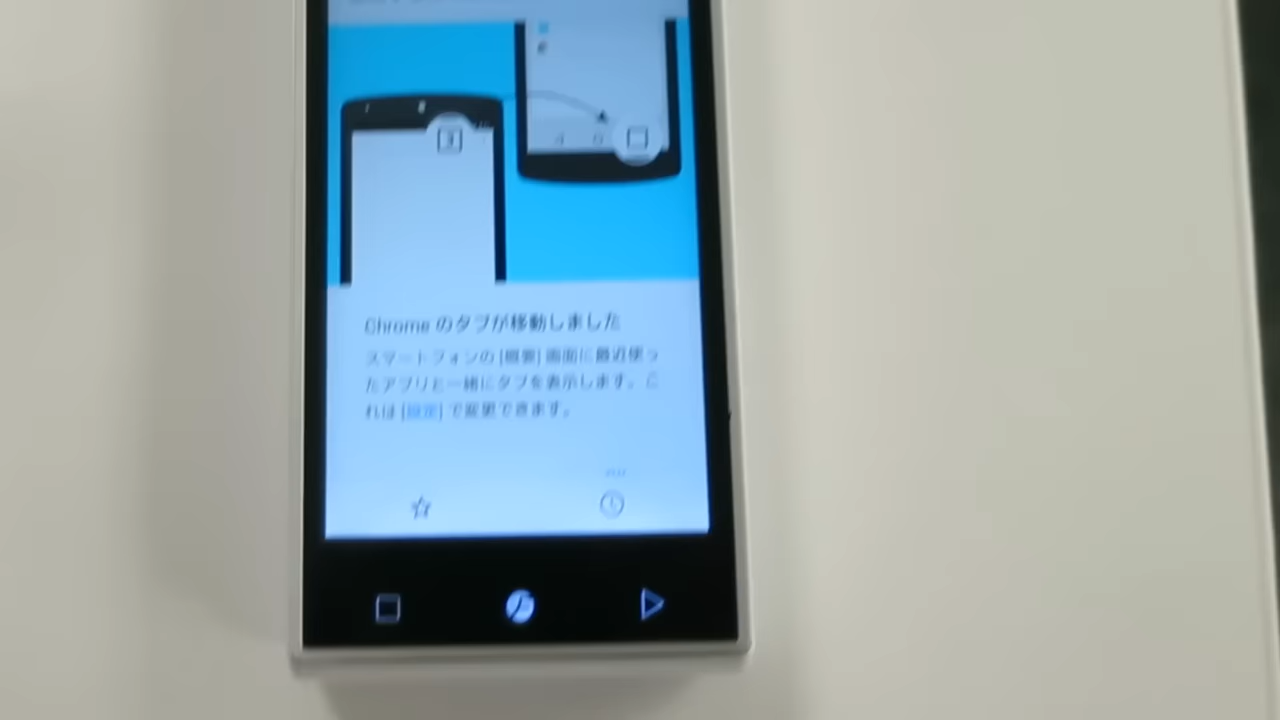 Chrome のタブが移動しました
スマートフォンの [概要] 画面に最近使っ
たアプリと一緒にタブを表示します。こ
れは [設定] で変更できます。